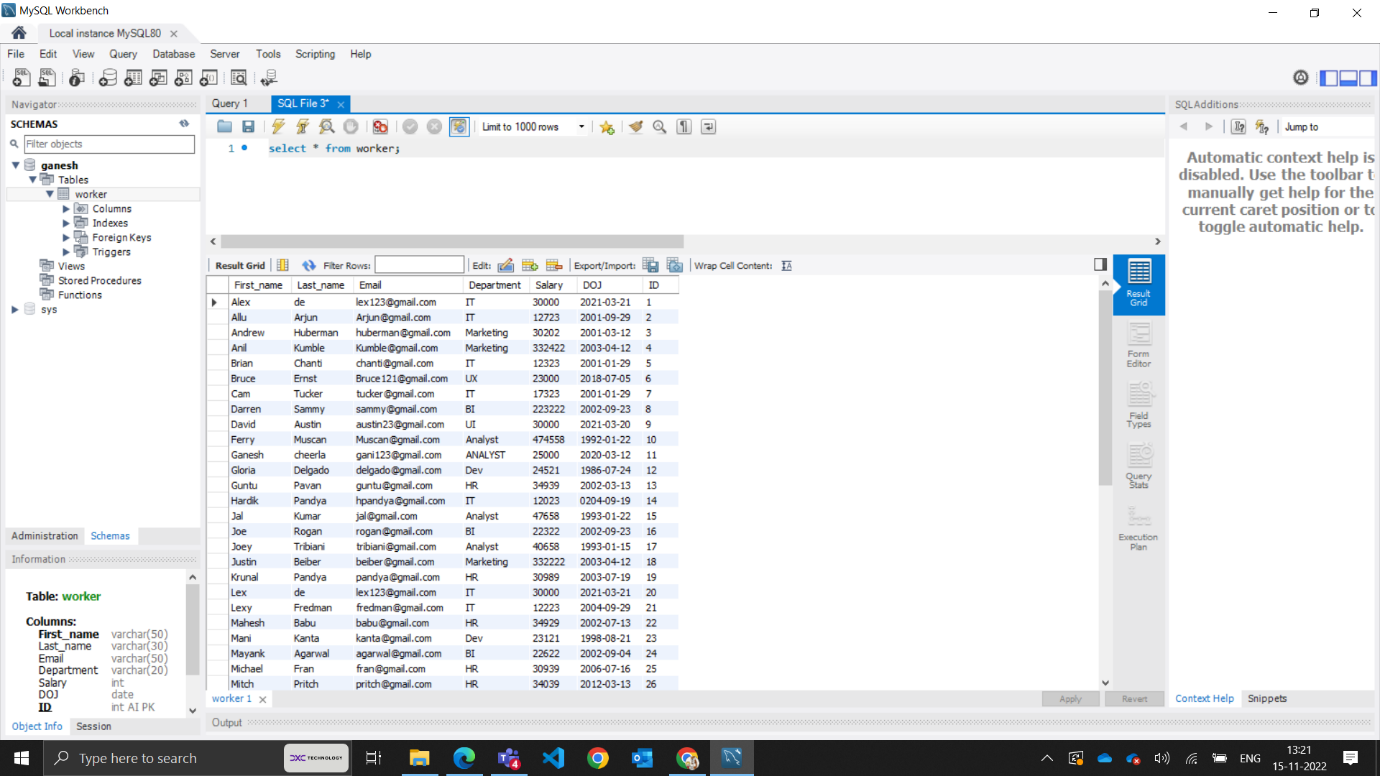 MySQL Workbench
Local instance MySQL80
File Edit View Query Database Server Tools Scripting Help
Navigator
SCHEMAS
Filter objects
ganesh
Tables
worker
Columns
Indexes
Foreign Keys
Triggers
Views
Stored Procedures
Functions
sys
Administration Schemas
Information
Table: worker
Columns:
First_name varchar(50)
Last_name varchar(30)
Email varchar(50)
Department varchar(20)
Salary int
DOJ date
ID int AI PK
Object Info Session
Query 1 SQL File 3*
Limit to 1000 rows
1 select * from worker;
Result Grid Filter Rows: Edit: Export/Import: Wrap Cell Content: IA
First_name Last_name Email Department Salary DOJ ID
Alex de lex123@gmail.com IT 30000 2021-03-21 1
Allu Arjun Arjun@gmail.com IT 12723 2001-09-29 2
Andrew Huberman huberman@gmail.com Marketing 30202 2001-03-12 3
Anil Kumble Kumble@gmail.com Marketing 332422 2003-04-12 4
Brian Chanti chanti@gmail.com IT 12323 2001-01-29 5
Bruce Ernst Bruce121@gmail.com UX 23000 2018-07-05 6
Cam Tucker tucker@gmail.com IT 17323 2001-01-29 7
Darren Sammy sammy@gmail.com BI 223222 2002-09-23 8
David Austin austin23@gmail.com UI 30000 2021-03-20 9
Ferry Muscan Muscan@gmail.com Analyst 474558 1992-01-22 10
Ganesh cheerla gani123@gmail.com ANALYST 25000 2020-03-12 11
Gloria Delgado delgado@gmail.com Dev 24521 1986-07-24 12
Guntu Pavan guntu@gmail.com HR 34939 2002-03-13 13
Hardik Pandya hpandya@gmail.com IT 12023 0204-09-19 14
Jal Kumar jal@gmail.com Analyst 47658 1993-01-22 15
Joe Rogan rogan@gmail.com BI 22322 2002-09-23 16
Joey Tribiani tribiani@gmail.com Analyst 40658 1993-01-15 17
Justin Beiber beiber@gmail.com Marketing 332222 2003-04-12 18
Krunal Pandya pandya@gmail.com HR 30989 2003-07-19 19
Lex de lex123@gmail.com IT 30000 2021-03-21 20
Lexy Fredman fredman@gmail.com IT 12223 2004-09-29 21
Mahesh Babu babu@gmail.com HR 34929 2002-07-13 22
Mani Kanta kanta@gmail.com Dev 23121 1998-08-21 23
Mayank Agarwal agarwal@gmail.com BI 22622 2002-09-04 24
Michael Fran fran@gmail.com HR 30939 2006-07-16 25
Mitch Pritch pritch@gmail.com HR 34039 2012-03-13 26
worker 1
Apply Revert
Output
Result
Grid
Form
Editor
Field
Types
Query
Stats
Execution
Plan
SQLAdditions
Jump to
Automatic context help is
disabled. Use the toolbar t
manually get help for the
current caret position or to
toggle automatic help.
Context Help Snippets
Type here to search
DXC TECHNOLOGY
4
ENG
13:21
15-11-2022